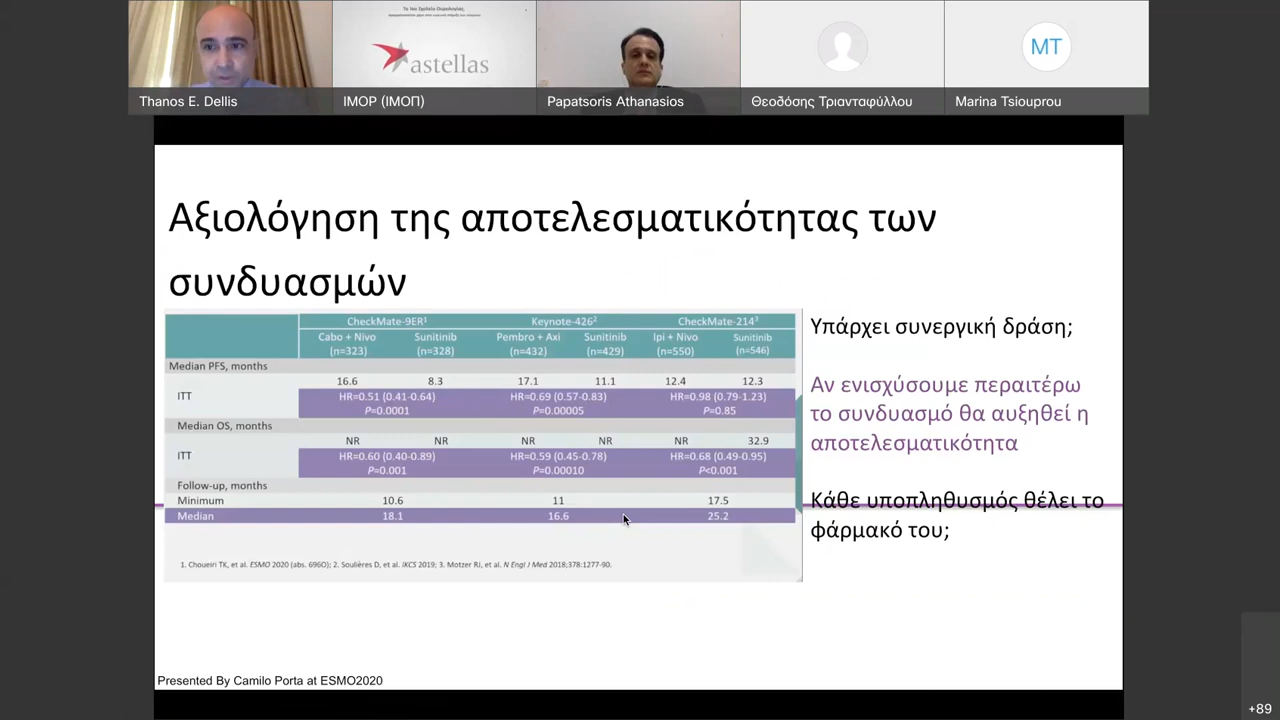 Το νέο Σχολείο Ουρολογίας,
astellas
Thanos E. Dellis
IMOP (ΙΜΟΠ)
Papatsoris Athanasios
Θεοδόσης Τριανταφύλλου
MT
Marina Tsiouprou
Αξιολόγηση της αποτελεσματικότητας των
συνδυασμών
CheckMate-9ER¹ Keynote-426² CheckMate-214³
Cabo + Nivo Sunitinib Pembro + Axi Sunitinib Ipi + Nivo Sunitinib
(n=323) (n=328) (n=432) (n=429) (n=550) (n=546)
Median PFS, months
16.6 8.3 17.1 11.1 12.4 12.3
ITT HR=0.51 (0.41-0.64) HR=0.69 (0.57-0.83) HR=0.98 (0.79-1.23)
P=0.0001 P=0.00005 P=0.85
Median OS, months
NR NR NR NR NR 32.9
ITT HR=0.60 (0.40-0.89) HR=0.59 (0.45-0.78) HR=0.68 (0.49-0.95)
P=0.001 P=0.00010 P<0.001
Follow-up, months
Minimum 10.6 11 17.5
Median 18.1 16.6 25.2
1. Choueiri TK, et al. ESMO 2020 (abs. 696O); 2. Soulières D, et al. IKCS 2019; 3. Motzer RJ, et al. N Engl J Med 2018;378:1277-90.
Υπάρχει συνεργική δράση;
Αν ενισχύσουμε περαιτέρω
το συνδυασμό θα αυξηθεί η
αποτελεσματικότητα
Κάθε υποπληθυσμός θέλει το
φάρμακό του;
Presented By Camilo Porta at ESMO2020
+89